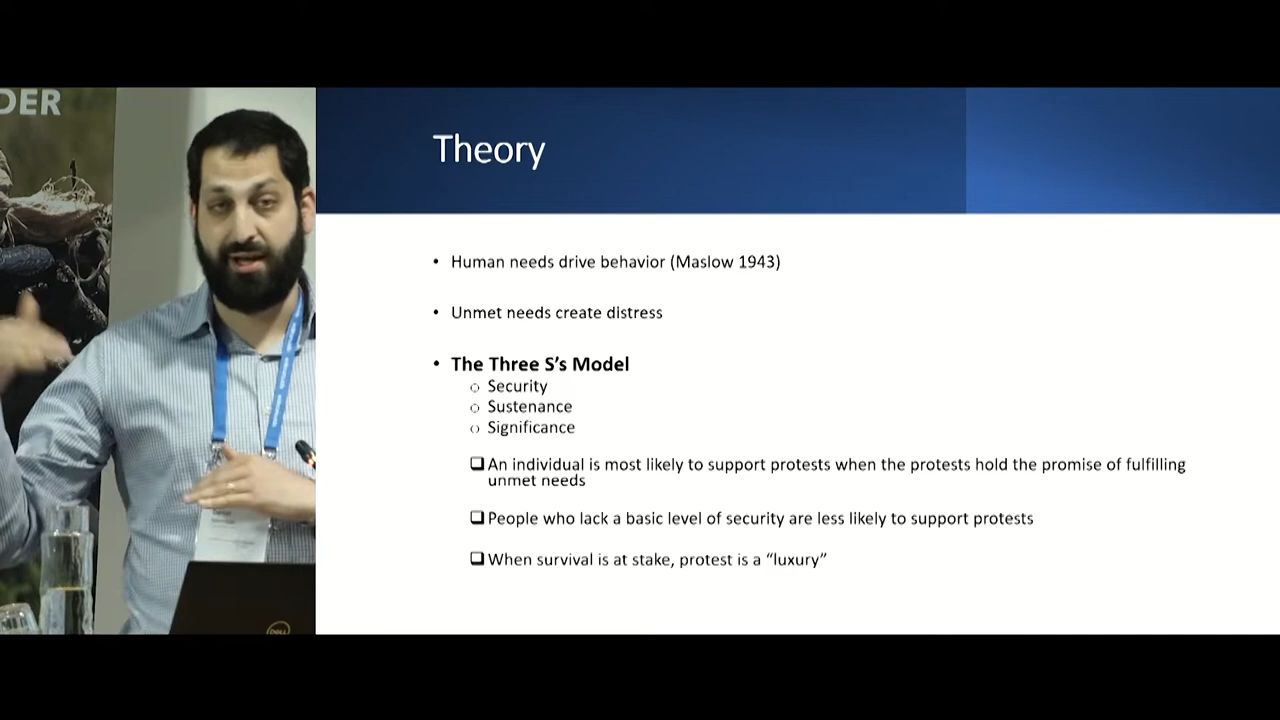 DER
Theory
• Human needs drive behavior (Maslow 1943)
• Unmet needs create distress
• The Three S's Model
Security
Sustenance
Significance
An individual is most likely to support protests when the protests hold the promise of fulfilling
unmet needs
People who lack a basic level of security are less likely to support protests
When survival is at stake, protest is a “luxury”
DELL